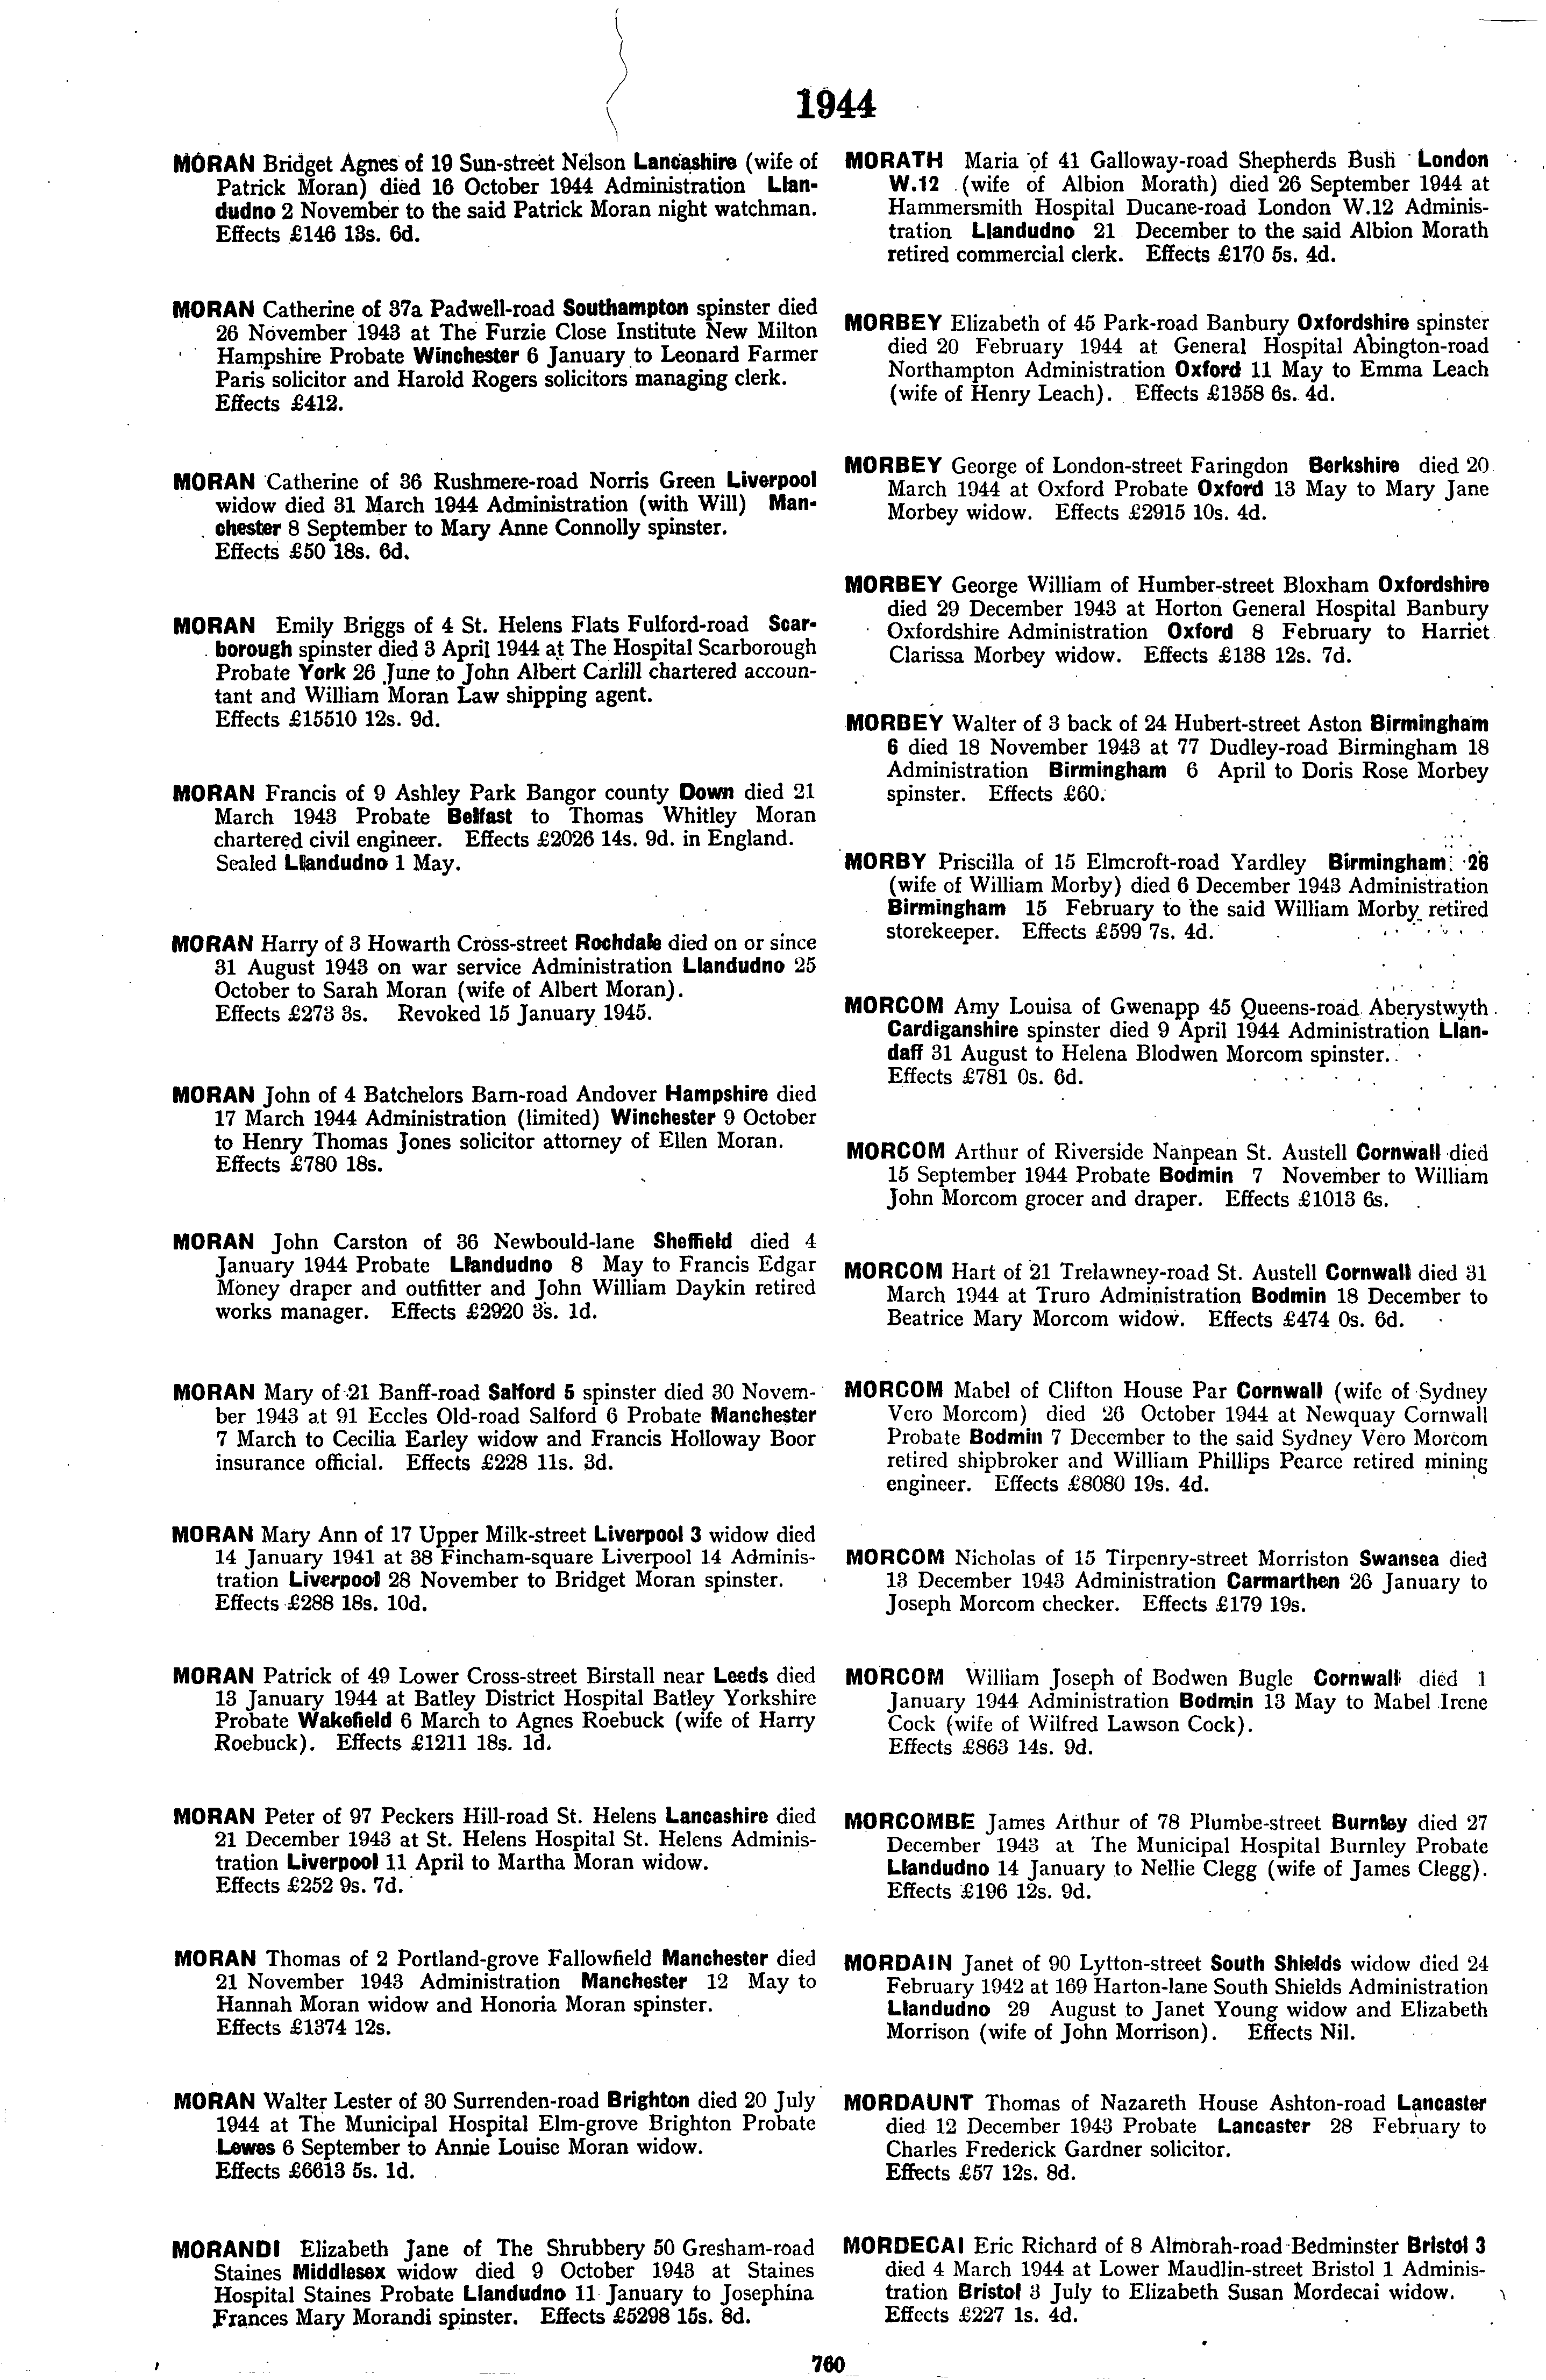 1944
MORAN Bridget Agnes of 19 Sun-street Nelson Lancashire (wife of
Patrick Moran) died 16 October 1944 Administration Llan-
dudno 2 November to the said Patrick Moran night watchman.
Effects £146 13s. 6d.
MORAN Catherine of 37a Padwell-road Southampton spinster died
26 November 1943 at The Furzie Close Institute New Milton
Hampshire Probate Winchester 6 January to Leonard Farmer
Paris solicitor and Harold Rogers solicitors managing clerk.
Effects £412.
MORAN Catherine of 36 Rushmere-road Norris Green Liverpool
widow died 31 March 1944 Administration (with Will) Man-
chester 8 September to Mary Anne Connolly spinster.
Effects £50 18s. 6d.
MORAN Emily Briggs of 4 St. Helens Flats Fulford-road Scar-
borough spinster died 3 April 1944 at The Hospital Scarborough
Probate York 26 June to John Albert Carlill chartered accoun-
tant and William Moran Law shipping agent.
Effects £15510 12s. 9d.
MORAN Francis of 9 Ashley Park Bangor county Down died 21
March 1943 Probate Belfast to Thomas Whitley Moran
chartered civil engineer. Effects £2026 14s. 9d. in England.
Sealed Llandudno 1 May.
MORAN Harry of 3 Howarth Cross-street Rochdale died on or since
31 August 1943 on war service Administration Llandudno 25
October to Sarah Moran (wife of Albert Moran).
Effects £273 3s. Revoked 15 January 1945.
MORAN John of 4 Batchelors Barn-road Andover Hampshire died
17 March 1944 Administration (limited) Winchester 9 October
to Henry Thomas Jones solicitor attorney of Ellen Moran.
Effects £780 18s.
MORAN John Carston of 36 Newbould-lane Sheffield died 4
January 1944 Probate Llandudno 8 May to Francis Edgar
Money draper and outfitter and John William Daykin retired
works manager. Effects £2920 3s. 1d.
MORAN Mary of 21 Banff-road Salford 5 spinster died 30 Novem-
ber 1943 at 91 Eccles Old-road Salford 6 Probate Manchester
7 March to Cecilia Earley widow and Francis Holloway Boor
insurance official. Effects £228 11s. 3d.
MORAN Mary Ann of 17 Upper Milk-street Liverpool 3 widow died
14 January 1941 at 38 Fincham-square Liverpool 14 Adminis-
tration Liverpool 28 November to Bridget Moran spinster.
Effects £288 18s. 10d.
MORAN Patrick of 49 Lower Cross-street Birstall near Leeds died
13 January 1944 at Batley District Hospital Batley Yorkshire
Probate Wakefield 6 March to Agnes Roebuck (wife of Harry
Roebuck). Effects £1211 18s. 1d.
MORAN Peter of 97 Peckers Hill-road St. Helens Lancashire died
21 December 1943 at St. Helens Hospital St. Helens Adminis-
tration Liverpool 11 April to Martha Moran widow.
Effects £252 9s. 7d.
MORAN Thomas of 2 Portland-grove Fallowfield Manchester died
21 November 1943 Administration Manchester 12 May to
Hannah Moran widow and Honoria Moran spinster.
Effects £1374 12s.
MORAN Walter Lester of 30 Surrenden-road Brighton died 20 July
1944 at The Municipal Hospital Elm-grove Brighton Probate
Lewes 6 September to Annie Louise Moran widow.
Effects £6613 5s. 1d.
MORANDI Elizabeth Jane of The Shrubbery 50 Gresham-road
Staines Middlesex widow died 9 October 1943 at Staines
Hospital Staines Probate Llandudno 11 January to Josephina
Frances Mary Morandi spinster. Effects £5298 15s. 8d.
MORATH Maria of 41 Galloway-road Shepherds Bush London
W.12 (wife of Albion Morath) died 26 September 1944 at
Hammersmith Hospital Ducane-road London W.12 Adminis-
tration Llandudno 21 December to the said Albion Morath
retired commercial clerk. Effects £170 5s. 4d.
MORBEY Elizabeth of 45 Park-road Banbury Oxfordshire spinster
died 20 February 1944 at General Hospital Abington-road
Northampton Administration Oxford 11 May to Emma Leach
(wife of Henry Leach). Effects £1358 6s. 4d.
MORBEY George of London-street Faringdon Berkshire died 20
March 1944 at Oxford Probate Oxford 13 May to Mary Jane
Morbey widow. Effects £2915 10s. 4d.
MORBEY George William of Humber-street Bloxham Oxfordshire
died 29 December 1943 at Horton General Hospital Banbury
Oxfordshire Administration Oxford 8 February to Harriet
Clarissa Morbey widow. Effects £138 12s. 7d.
MORBEY Walter of 3 back of 24 Hubert-street Aston Birmingham
6 died 18 November 1943 at 77 Dudley-road Birmingham 18
Administration Birmingham 6 April to Doris Rose Morbey
spinster. Effects £60.
MORBY Priscilla of 15 Elmcroft-road Yardley Birmingham 26
(wife of William Morby) died 6 December 1943 Administration
Birmingham 15 February to the said William Morby retired
storekeeper. Effects £599 7s. 4d.
MORCOM Amy Louisa of Gwenapp 45 Queens-road Aberystwyth
Cardiganshire spinster died 9 April 1944 Administration Llan-
daff 31 August to Helena Blodwen Morcom spinster.
Effects £781 0s. 6d.
MORCOM Arthur of Riverside Nanpean St. Austell Cornwall died
15 September 1944 Probate Bodmin 7 November to William
John Morcom grocer and draper. Effects £1013 6s.
MORCOM Hart of 21 Trelawney-road St. Austell Cornwall died 31
March 1944 at Truro Administration Bodmin 18 December to
Beatrice Mary Morcom widow. Effects £474 0s. 6d.
MORCOM Mabel of Clifton House Par Cornwall (wife of Sydney
Vero Morcom) died 26 October 1944 at Newquay Cornwall
Probate Bodmin 7 December to the said Sydney Vero Morcom
retired shipbroker and William Phillips Pearce retired mining
engineer. Effects £8080 19s. 4d.
MORCOM Nicholas of 15 Tirpenry-street Morriston Swansea died
13 December 1943 Administration Carmarthen 26 January to
Joseph Morcom checker. Effects £179 19s.
MORCOM William Joseph of Bodwen Bugle Cornwall died 1
January 1944 Administration Bodmin 13 May to Mabel Irene
Cock (wife of Wilfred Lawson Cock).
Effects £863 14s. 9d.
MORCOMBE James Arthur of 78 Plumbe-street Burnley died 27
December 1943 at The Municipal Hospital Burnley Probate
Llandudno 14 January to Nellie Clegg (wife of James Clegg).
Effects £196 12s. 9d.
MORDAIN Janet of 90 Lytton-street South Shields widow died 24
February 1942 at 169 Harton-lane South Shields Administration
Llandudno 29 August to Janet Young widow and Elizabeth
Morrison (wife of John Morrison). Effects Nil.
MORDAUNT Thomas of Nazareth House Ashton-road Lancaster
died 12 December 1943 Probate Lancaster 28 February to
Charles Frederick Gardner solicitor.
Effects £57 12s. 8d.
MORDECAI Eric Richard of 8 Almorah-road Bedminster Bristol 3
died 4 March 1944 at Lower Maudlin-street Bristol 1 Adminis-
tration Bristol 3 July to Elizabeth Susan Mordecai widow.
Effects £227 1s. 4d.
760